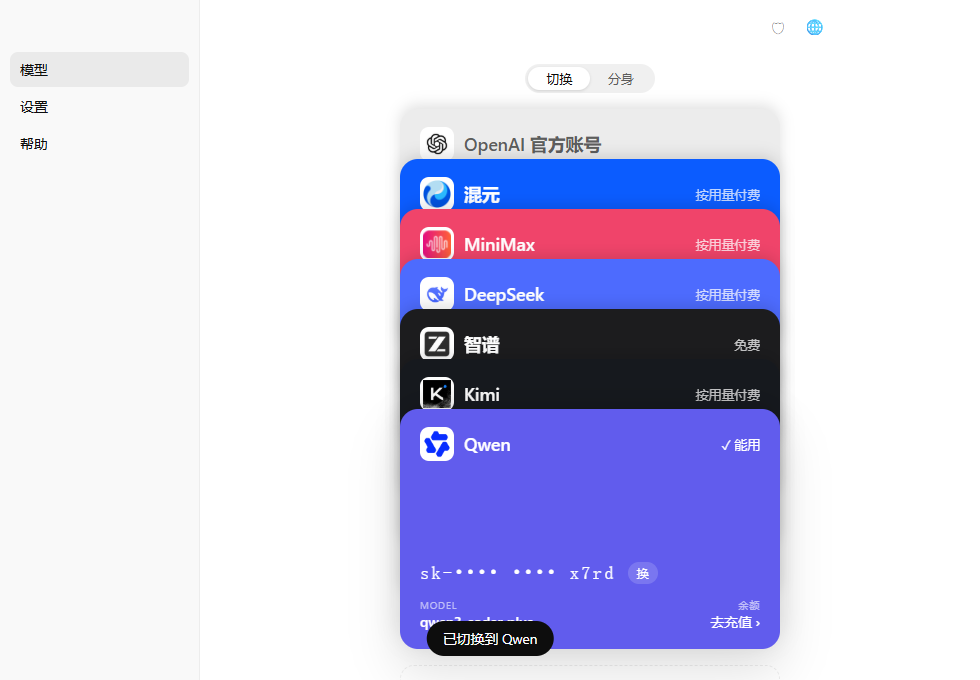 模型
设置
帮助
切换 分身
OpenAI 官方账号
混元 按用量付费
MiniMax 按用量付费
DeepSeek 按用量付费
智谱 免费
Kimi 按用量付费
Qwen ✓ 能用
sk-•••• •••• x7rd 换
MODEL 余额
去充值 ›
已切换到 Qwen